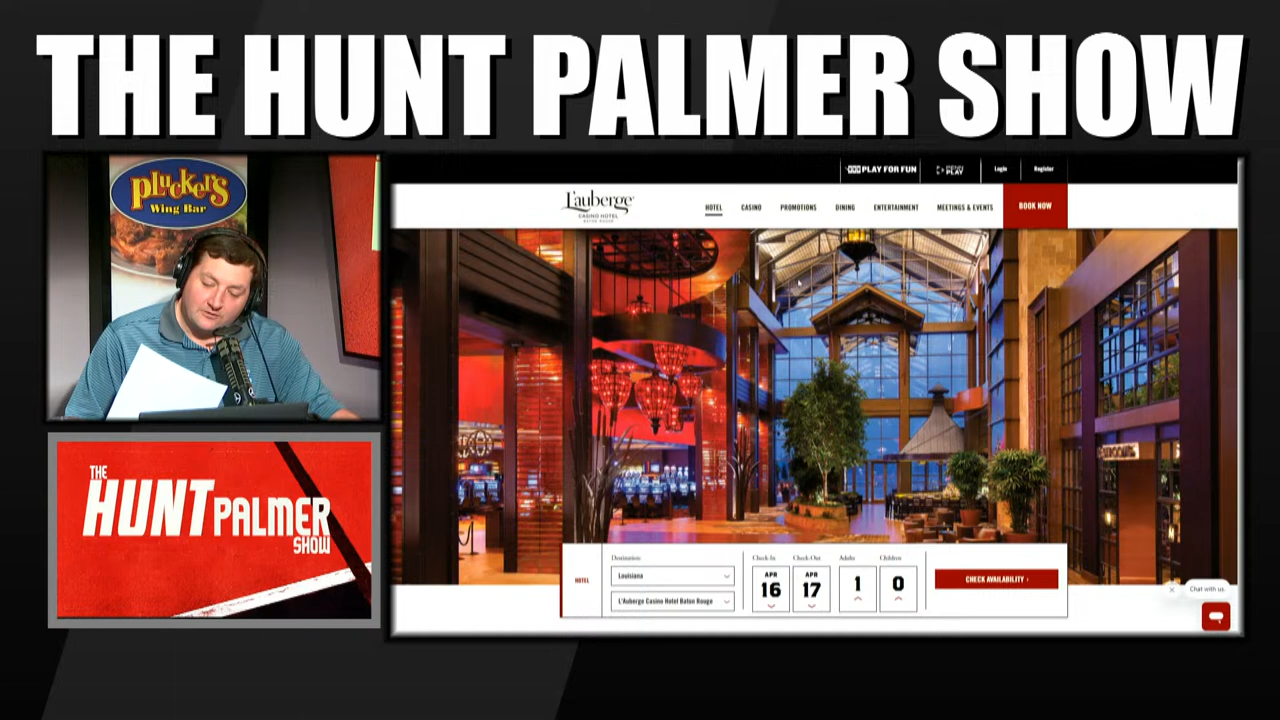 THE HUNT PALMER SHOW
Pluckers
Wing Bar
PLAY FOR FUN
PENN
PLAY
Login
Register
L'auberge
CASINO HOTEL
BATON ROUGE
HOTEL
CASINO
PROMOTIONS
DINING
ENTERTAINMENT
MEETINGS & EVENTS
BOOK NOW
THE
HUNT PALMER
SHOW
HOTEL
Destination
Louisiana
L'Auberge Casino Hotel Baton Rouge
Check-In
Check-Out
Adults
Children
APR
16
APR
17
1
0
CHECK AVAILABILITY ›
Chat with us.